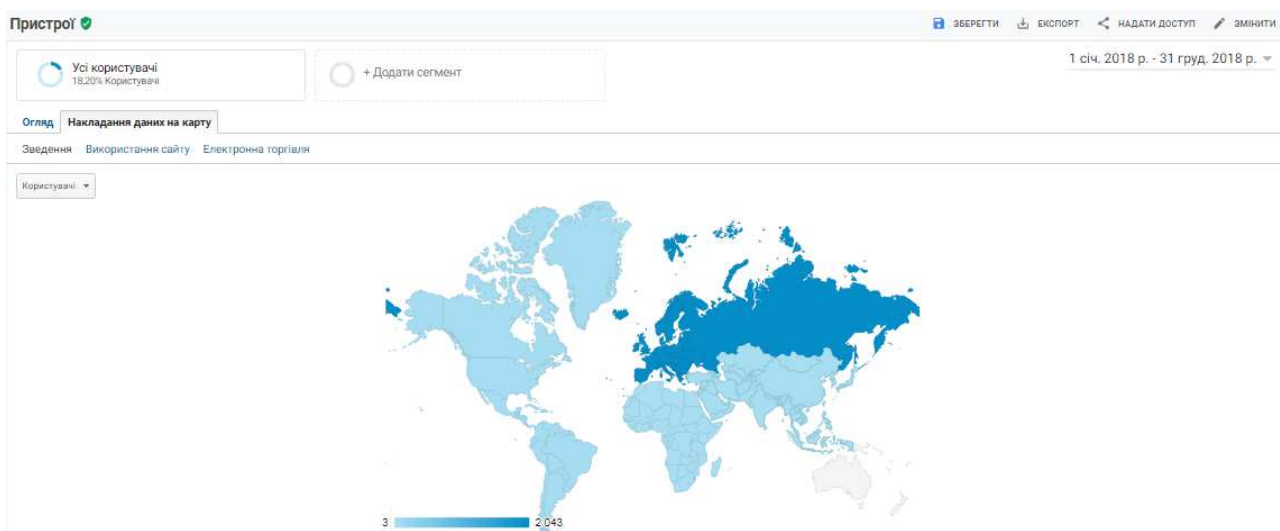 Пристрої
ЗБЕРЕГТИ ЕКСПОРТ НАДАТИ ДОСТУП ЗМІНИТИ
Усі користувачі
18,20% Користувачі
+ Додати сегмент
1 січ. 2018 р. - 31 груд. 2018 р.
Огляд Накладання даних на карту
Зведення Використання сайту Електронна торгівля
Користувачі
3 2 043